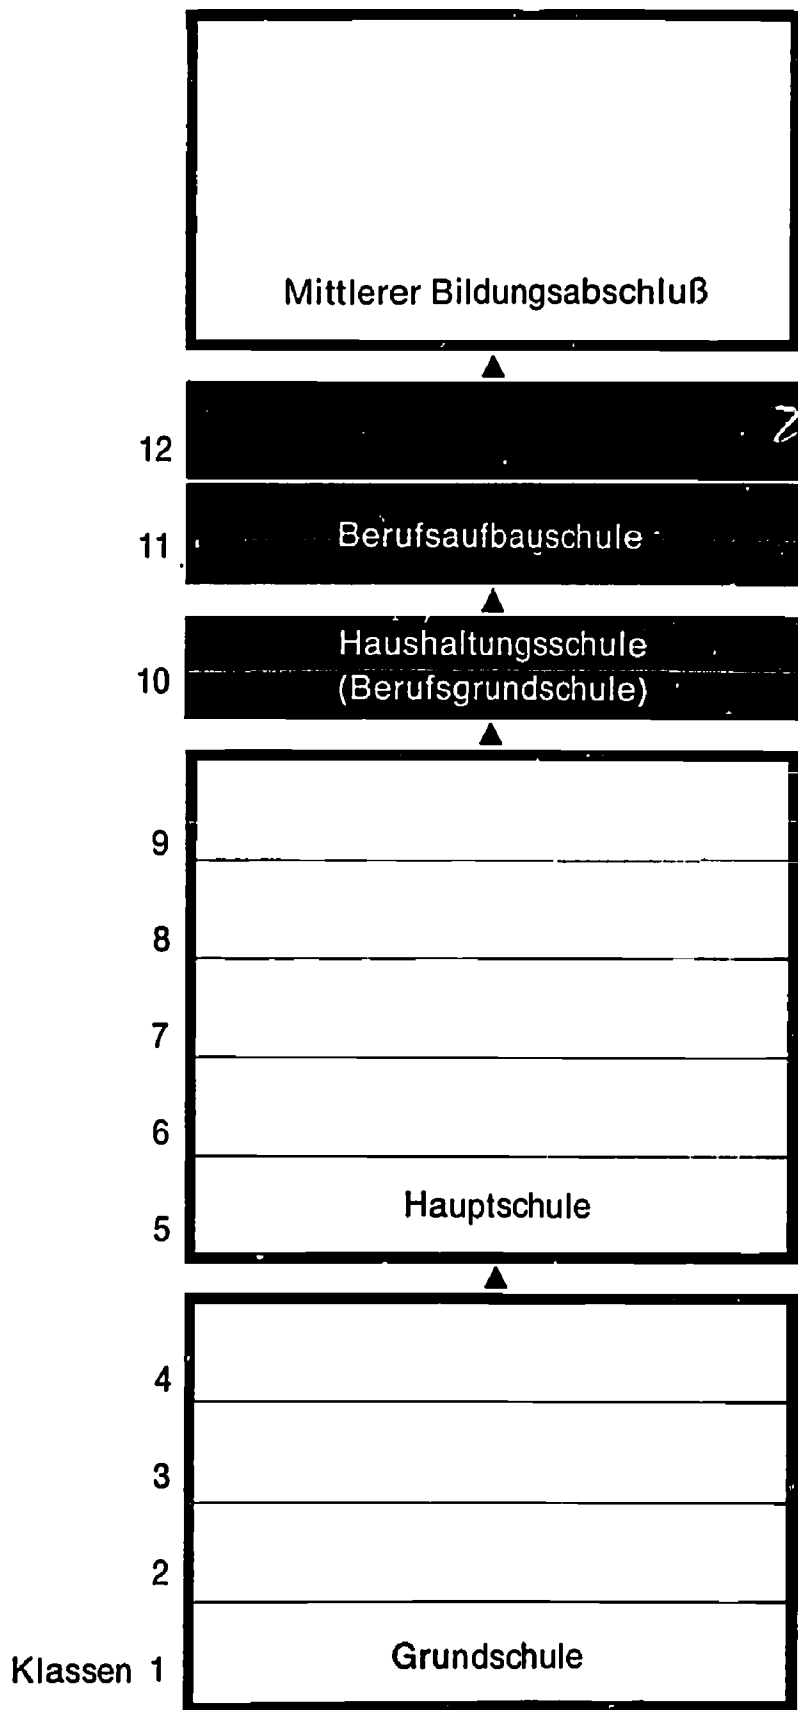 Mittlerer Bildungsabschluß
12
11 Berufsaufbauschule
Haushaltungsschule
10 (Berufsgrundschule)
9
8
7
6
5 Hauptschule
4
3
2
Klassen 1 Grundschule